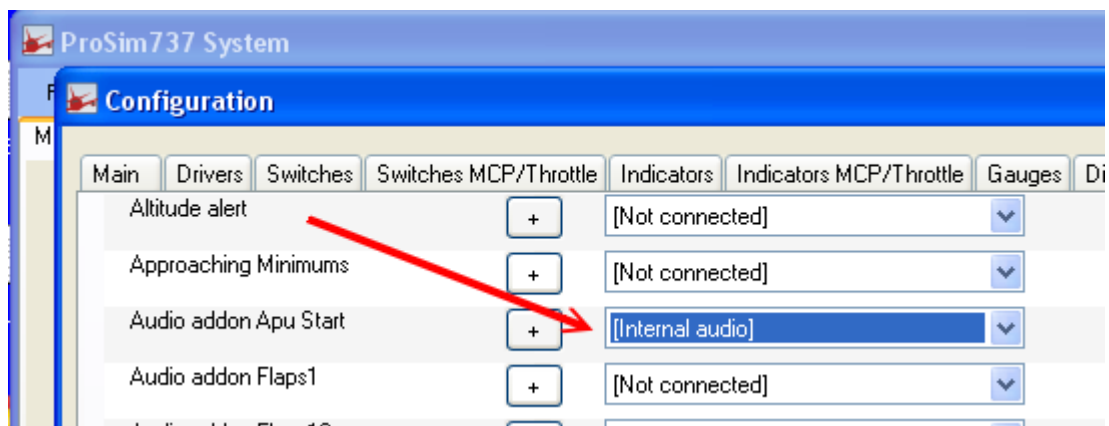 ProSim737 System
Configuration
M
Main Drivers Switches Switches MCP/Throttle Indicators Indicators MCP/Throttle Gauges Di
Altitude alert + [Not connected]
Approaching Minimums + [Not connected]
Audio addon Apu Start + [Internal audio]
Audio addon Flaps1 + [Not connected]